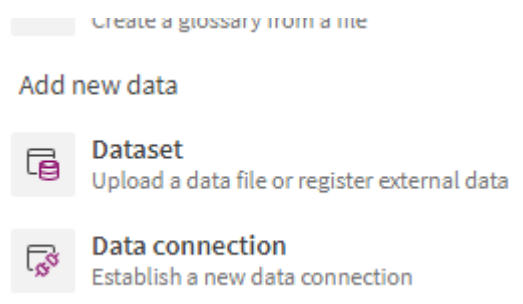 Create a glossary from a file
Add new data
Dataset
Upload a data file or register external data
Data connection
Establish a new data connection